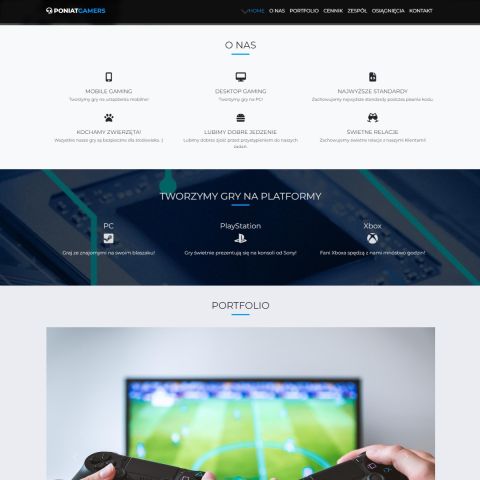 PONIATGAMERS
HOME O NAS PORTFOLIO CENNIK ZESPÓŁ OSIĄGNIĘCIA KONTAKT
O NAS
MOBILE GAMING DESKTOP GAMING NAJWYŻSZE STANDARDY
Tworzymy gry na urządzenia mobilne! Tworzymy gry na PC! Zachowujemy najwyższe standardy podczas pisania kodu.
KOCHAMY ZWIERZĘTA! LUBIMY DOBRE JEDZENIE ŚWIETNE RELACJE
Wszystkie nasze gry są bezpieczne dla środowiska. :) Lubimy dobrze zjeść przed przystąpieniem do naszych Zachowujemy świetne relacje z naszymi Klientami!
zadań.
TWORZYMY GRY NA PLATFORMY
PC PlayStation Xbox
Graj ze znajomymi na swoim blaszaku! Gry świetnie prezentują się na konsoli od Sony! Fani Xboxa spędzą z nami mnóstwo godzin!
PORTFOLIO